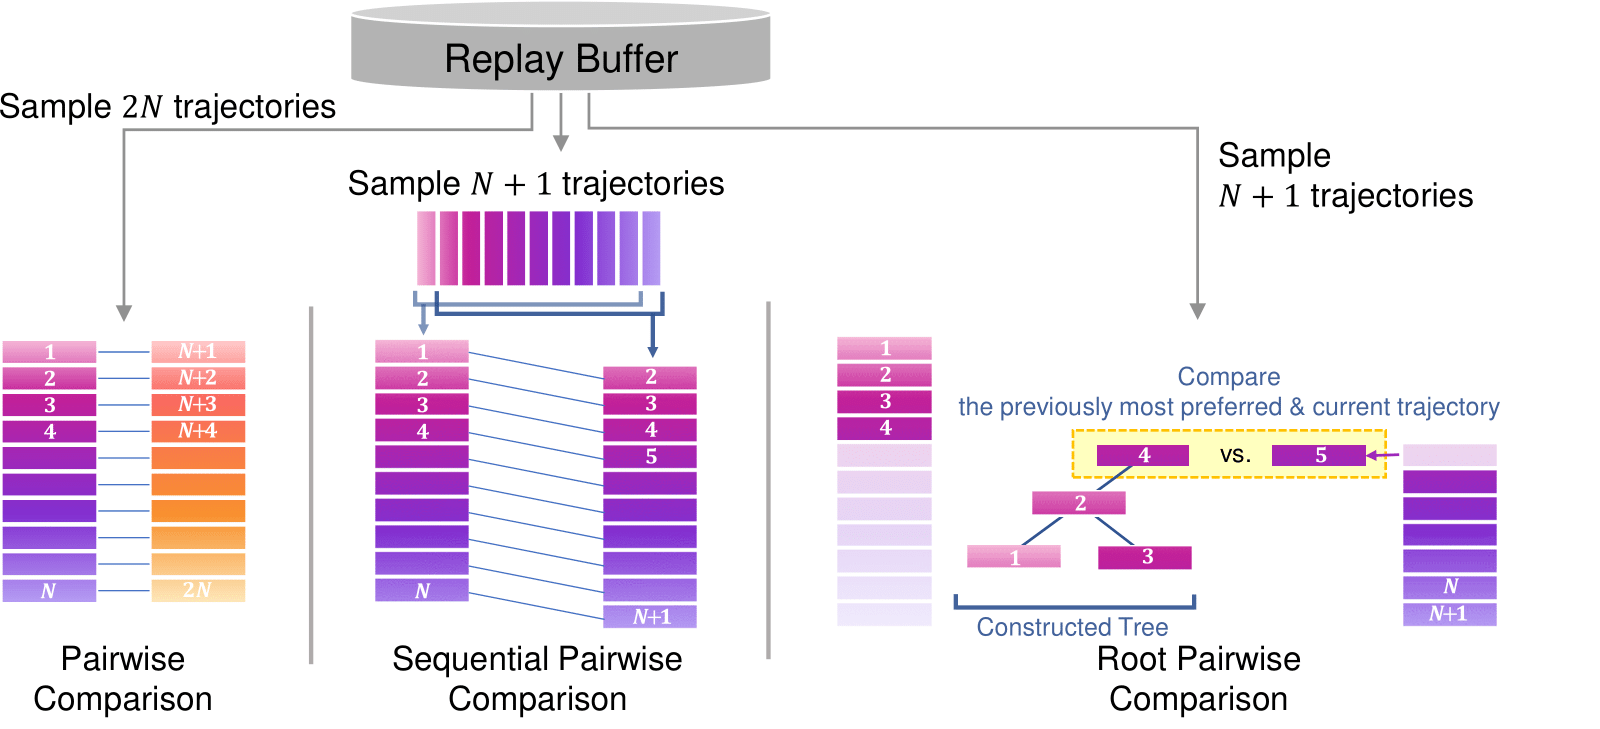 Replay Buffer
Sample 2N trajectories
Sample N + 1 trajectories
Sample
N + 1 trajectories
1
2
3
4
N
N+1
N+2
N+3
N+4
2N
Pairwise
Comparison
1
2
3
4
N
2
3
4
5
N+1
Sequential Pairwise
Comparison
1
2
3
4
Compare
the previously most preferred & current trajectory
4 vs. 5
2
1 3
N
N+1
Constructed Tree
Root Pairwise
Comparison